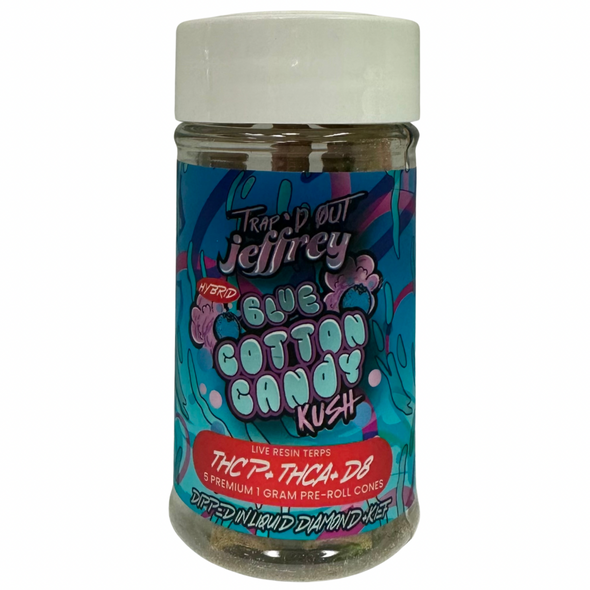 TRAP'D OUT
jeffrey
HYBRID
BLUE
COTTON
CANDY
KUSH
LIVE RESIN TERPS
THCP+THCA+D8
5 PREMIUM 1 GRAM PRE-ROLL CONES
DIPPED IN LIQUID DIAMOND + KIEF